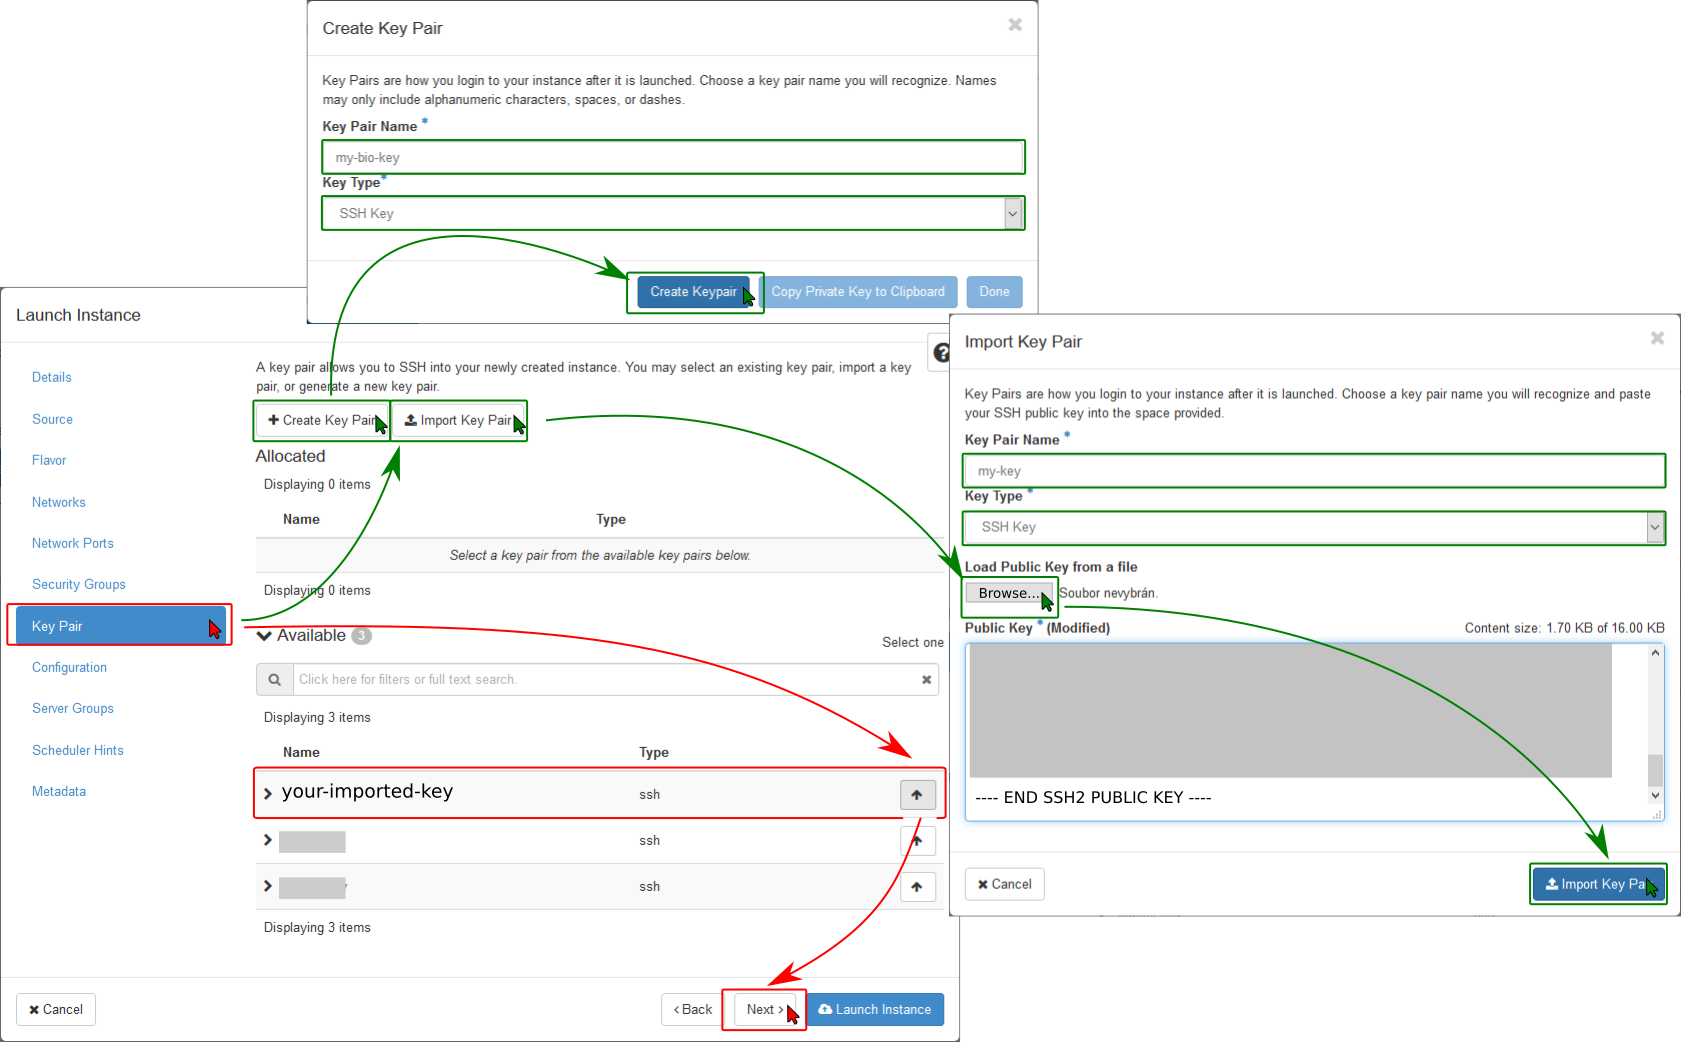 Create Key Pair
Key Pairs are how you login to your instance after it is launched. Choose a key pair name you will recognize. Names
may only include alphanumeric characters, spaces, or dashes.
Key Pair Name *
my-bio-key
Key Type*
SSH Key
Create Keypair
Copy Private Key to Clipboard
Done
Launch Instance
Details
Source
Flavor
Networks
Network Ports
Security Groups
Key Pair
Configuration
Server Groups
Scheduler Hints
Metadata
A key pair allows you to SSH into your newly created instance. You may select an existing key pair, import a key
pair, or generate a new key pair.
Create Key Pair
Import Key Pair
Allocated
Displaying 0 items
Name Type
Select a key pair from the available key pairs below.
Displaying 0 items
Available 3
Select one
Click here for filters or full text search.
Displaying 3 items
Name Type
your-imported-key ssh
ssh
ssh
Displaying 3 items
Cancel
Back
Next
Launch Instance
Import Key Pair
Key Pairs are how you login to your instance after it is launched. Choose a key pair name you will recognize and paste
your SSH public key into the space provided.
Key Pair Name *
my-key
Key Type *
SSH Key
Load Public Key from a file
Browse... Soubor nevybrán.
Public Key * (Modified) Content size: 1.70 KB of 16.00 KB
---- END SSH2 PUBLIC KEY ----
Cancel
Import Key Pa